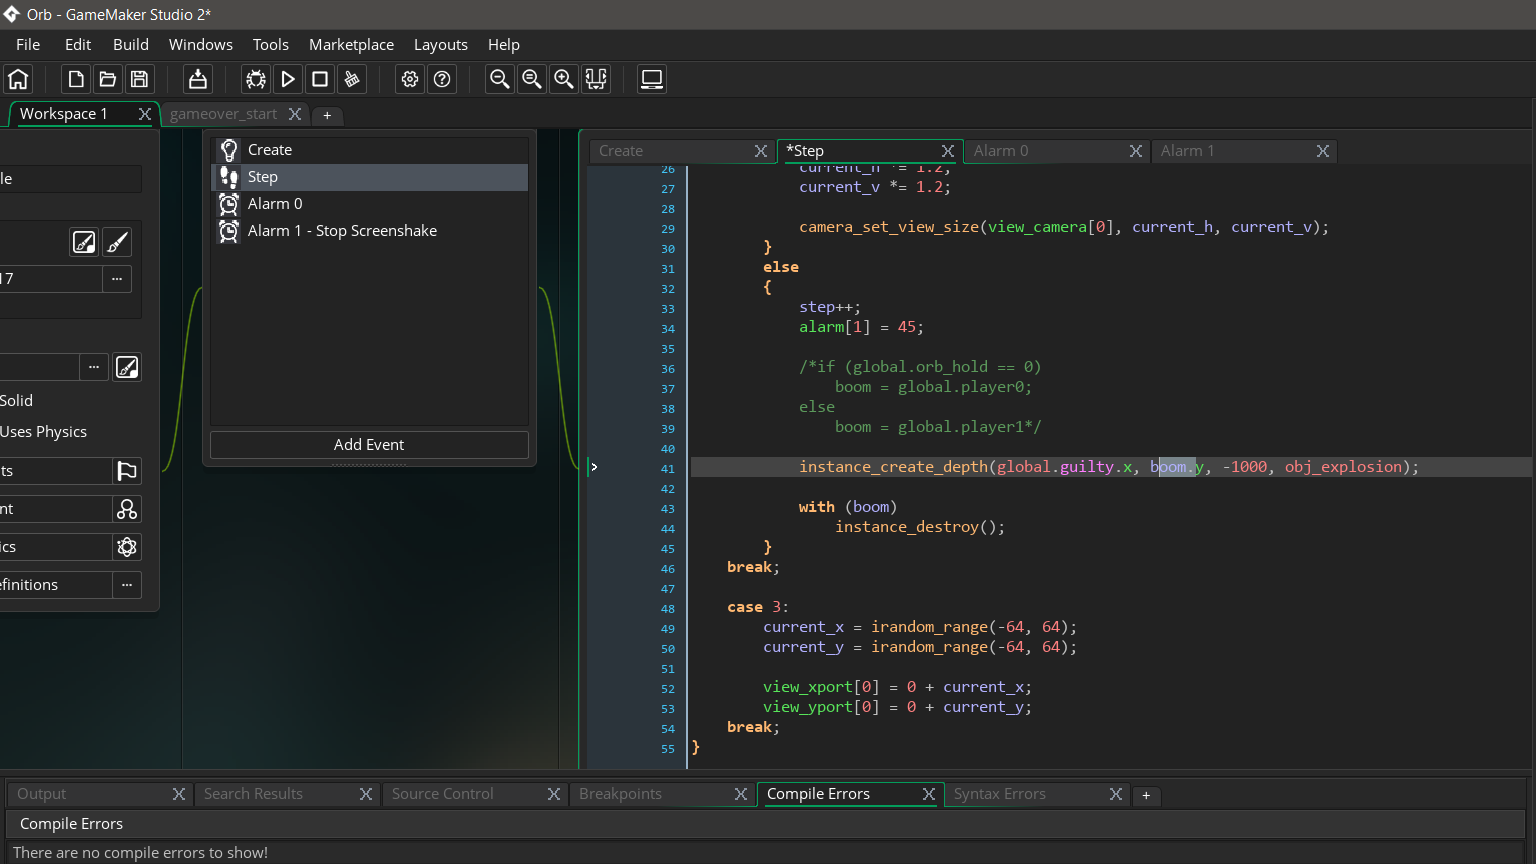 Orb - GameMaker Studio 2*
File Edit Build Windows Tools Marketplace Layouts Help
Workspace 1 gameover_start +
le
17 ...
...
Solid
Uses Physics
ts
nt
ics
efinitions ...
Create
Step
Alarm 0
Alarm 1 - Stop Screenshake
Add Event
Create *Step Alarm 0 Alarm 1
26 current_h *= 1.2;
27 current_v *= 1.2;
28
29 camera_set_view_size(view_camera[0], current_h, current_v);
30 }
31 else
32 {
33 step++;
34 alarm[1] = 45;
35
36 /*if (global.orb_hold == 0)
37 boom = global.player0;
38 else
39 boom = global.player1*/
40
41 instance_create_depth(global.guilty.x, boom.y, -1000, obj_explosion);
42
43 with (boom)
44 instance_destroy();
45 }
46 break;
47
48 case 3:
49 current_x = irandom_range(-64, 64);
50 current_y = irandom_range(-64, 64);
51
52 view_xport[0] = 0 + current_x;
53 view_yport[0] = 0 + current_y;
54 break;
55 }
Output Search Results Source Control Breakpoints Compile Errors Syntax Errors +
Compile Errors
There are no compile errors to show!